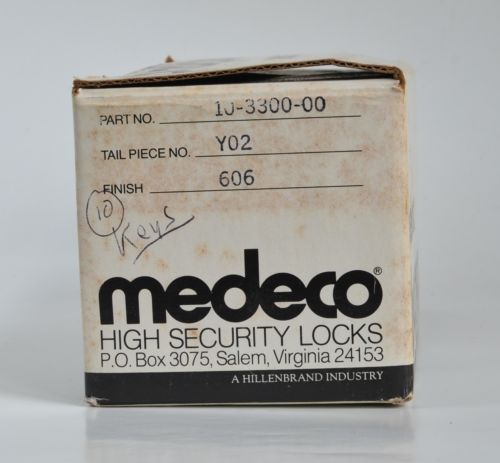 PART NO. 10-3300-00
TAIL PIECE NO. Y02
FINISH 606
10 Keys
medeco®
HIGH SECURITY LOCKS
P.O. Box 3075, Salem, Virginia 24153
A HILLENBRAND INDUSTRY